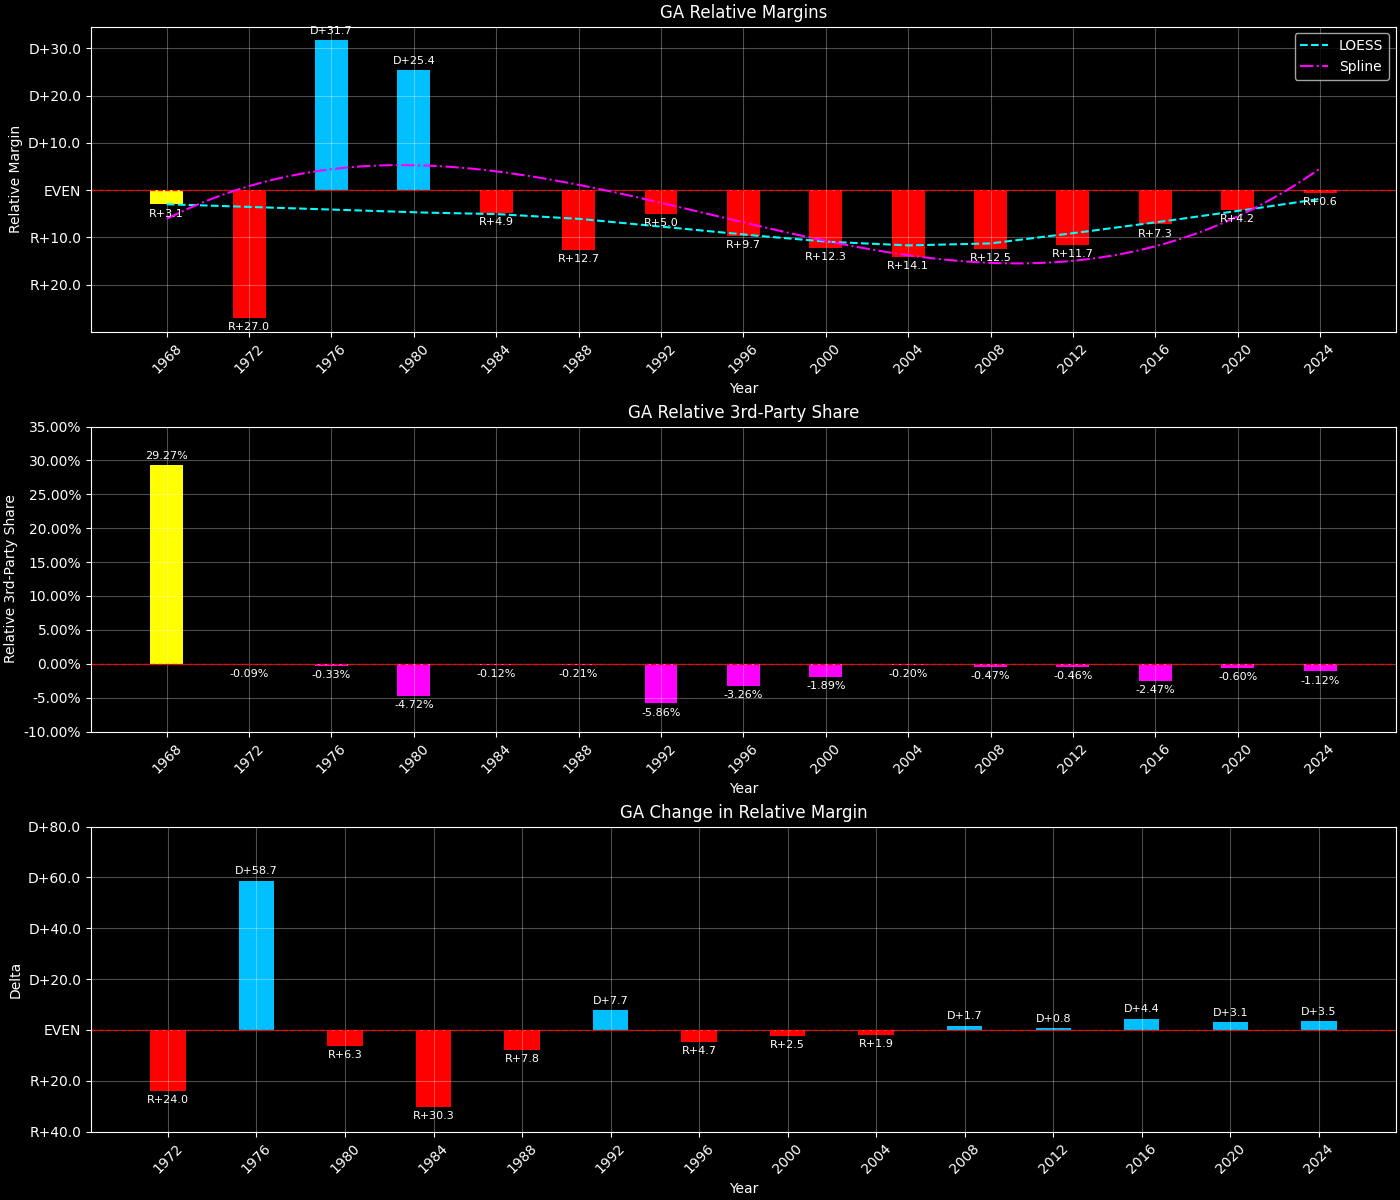 GA Relative Margins
Relative Margin
D+30.0
D+20.0
D+10.0
EVEN
R+10.0
R+20.0
LOESS
Spline
R+3.1
R+27.0
D+31.7
D+25.4
R+4.9
R+12.7
R+5.0
R+9.7
R+12.3
R+14.1
R+12.5
R+11.7
R+7.3
R+4.2
R+0.6
1968
1972
1976
1980
1984
1988
1992
1996
2000
2004
2008
2012
2016
2020
2024
Year
GA Relative 3rd-Party Share
Relative 3rd-Party Share
35.00%
30.00%
25.00%
20.00%
15.00%
10.00%
5.00%
0.00%
-5.00%
-10.00%
29.27%
-0.09%
-0.33%
-4.72%
-0.12%
-0.21%
-5.86%
-3.26%
-1.89%
-0.20%
-0.47%
-0.46%
-2.47%
-0.60%
-1.12%
1968
1972
1976
1980
1984
1988
1992
1996
2000
2004
2008
2012
2016
2020
2024
Year
GA Change in Relative Margin
Delta
D+80.0
D+60.0
D+40.0
D+20.0
EVEN
R+20.0
R+40.0
R+24.0
D+58.7
R+6.3
R+30.3
R+7.8
D+7.7
R+4.7
R+2.5
R+1.9
D+1.7
D+0.8
D+4.4
D+3.1
D+3.5
1972
1976
1980
1984
1988
1992
1996
2000
2004
2008
2012
2016
2020
2024
Year